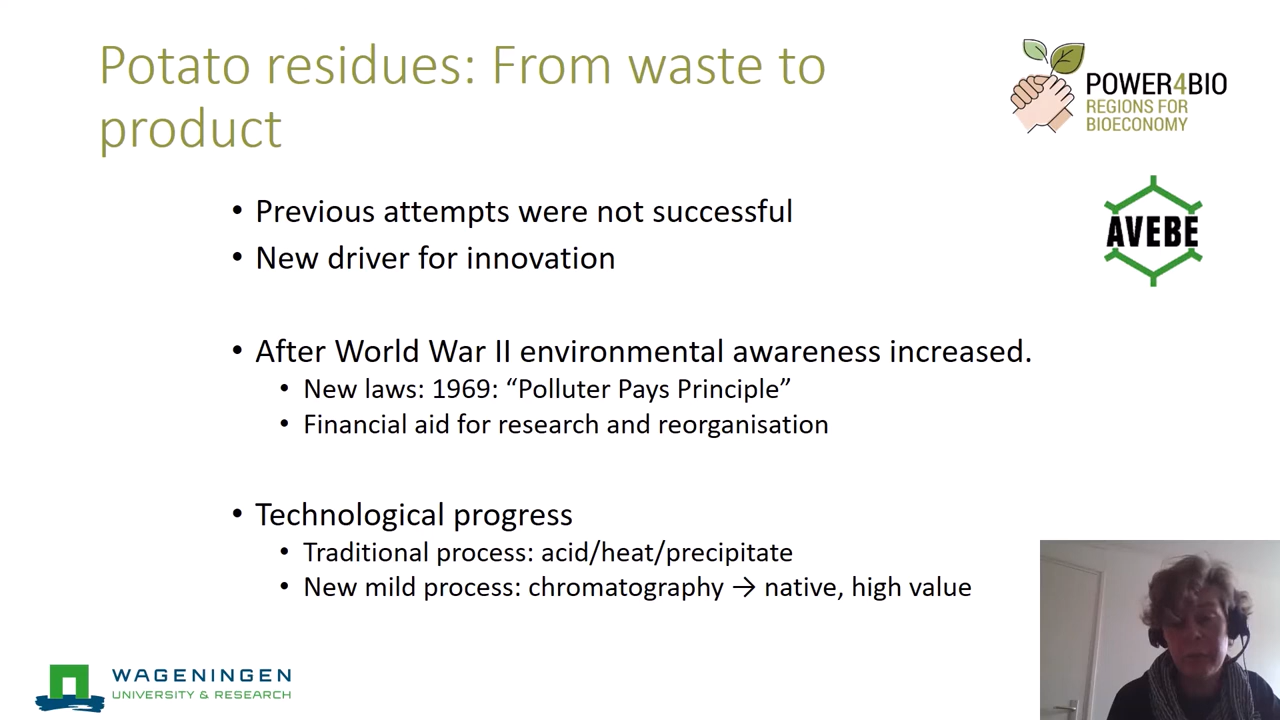 Potato residues: From waste to
product
POWER4BIO
REGIONS FOR
BIOECONOMY
AVEBE
• Previous attempts were not successful
• New driver for innovation
• After World War II environmental awareness increased.
• New laws: 1969: “Polluter Pays Principle”
• Financial aid for research and reorganisation
• Technological progress
• Traditional process: acid/heat/precipitate
• New mild process: chromatography → native, high value
WAGENINGEN
UNIVERSITY & RESEARCH